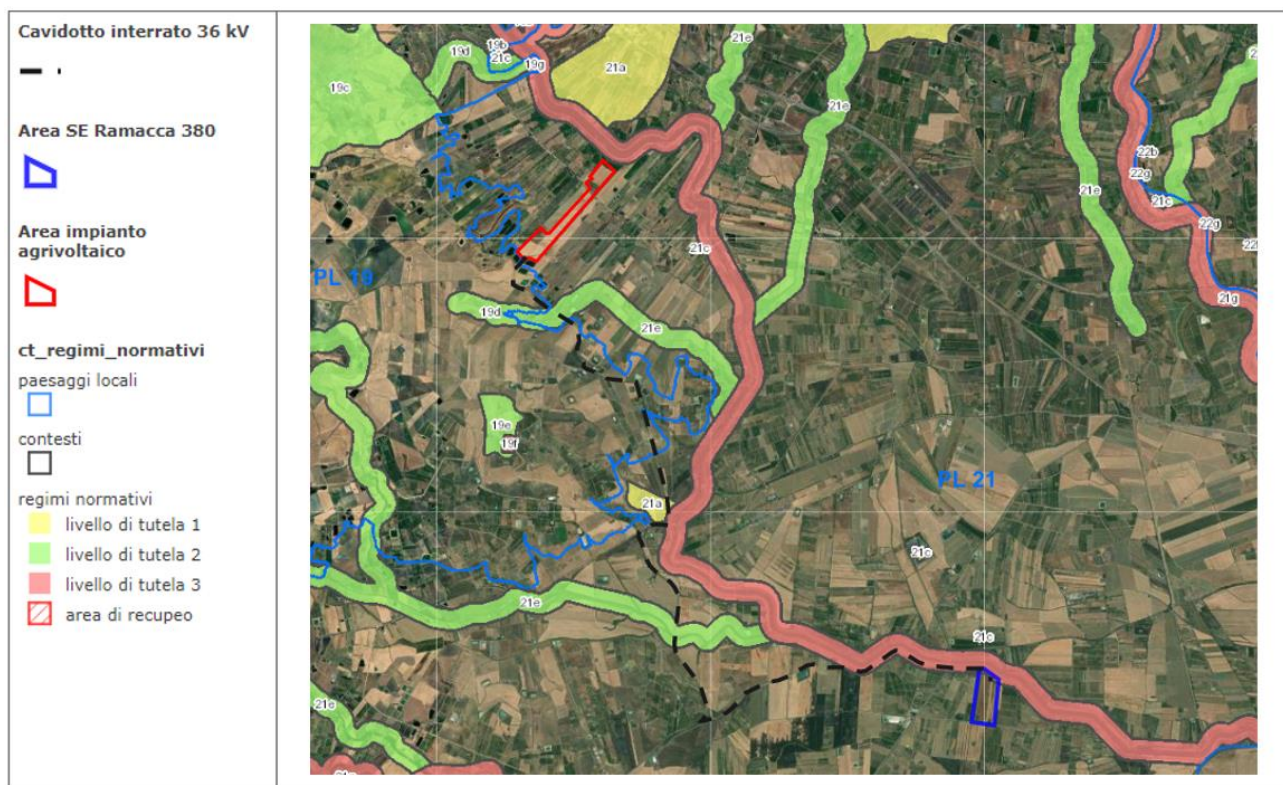 Cavidotto interrato 36 kV
Area SE Ramacca 380
Area impianto
agrivoltaico
ct_regimi_normativi
paesaggi locali
contesti
regimi normativi
livello di tutela 1
livello di tutela 2
livello di tutela 3
area di recupeo
19d
19b
21c
19g
19c
21a
21e
21e
21e
22b
22g
21c
22g
21c
21g
PL 19
19d
21e
19e
19f
21a
PL 21
21c
21e
21c
21e